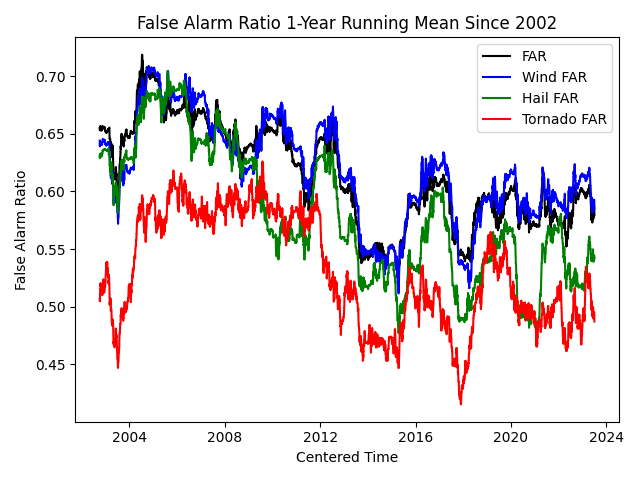 False Alarm Ratio 1-Year Running Mean Since 2002
FAR
Wind FAR
Hail FAR
Tornado FAR
0.70
0.65
0.60
0.55
0.50
0.45
False Alarm Ratio
2004 2008 2012 2016 2020 2024
Centered Time